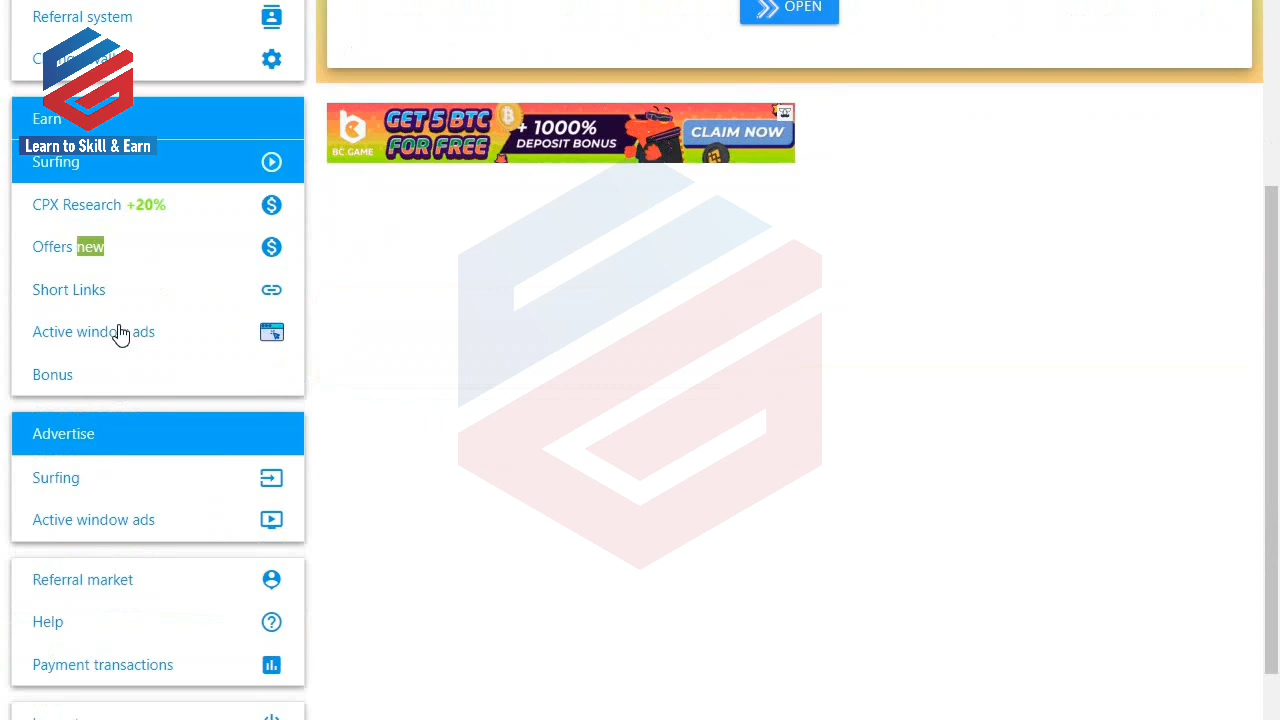 Referral system
OPEN
Earn
Learn to Skill & Earn
Surfing
CPX Research +20%
Offers new
Short Links
Active window ads
Bonus
Advertise
Surfing
Active window ads
Referral market
Help
Payment transactions
BC.GAME
GET 5 BTC
FOR FREE
+ 1000%
DEPOSIT BONUS
CLAIM NOW